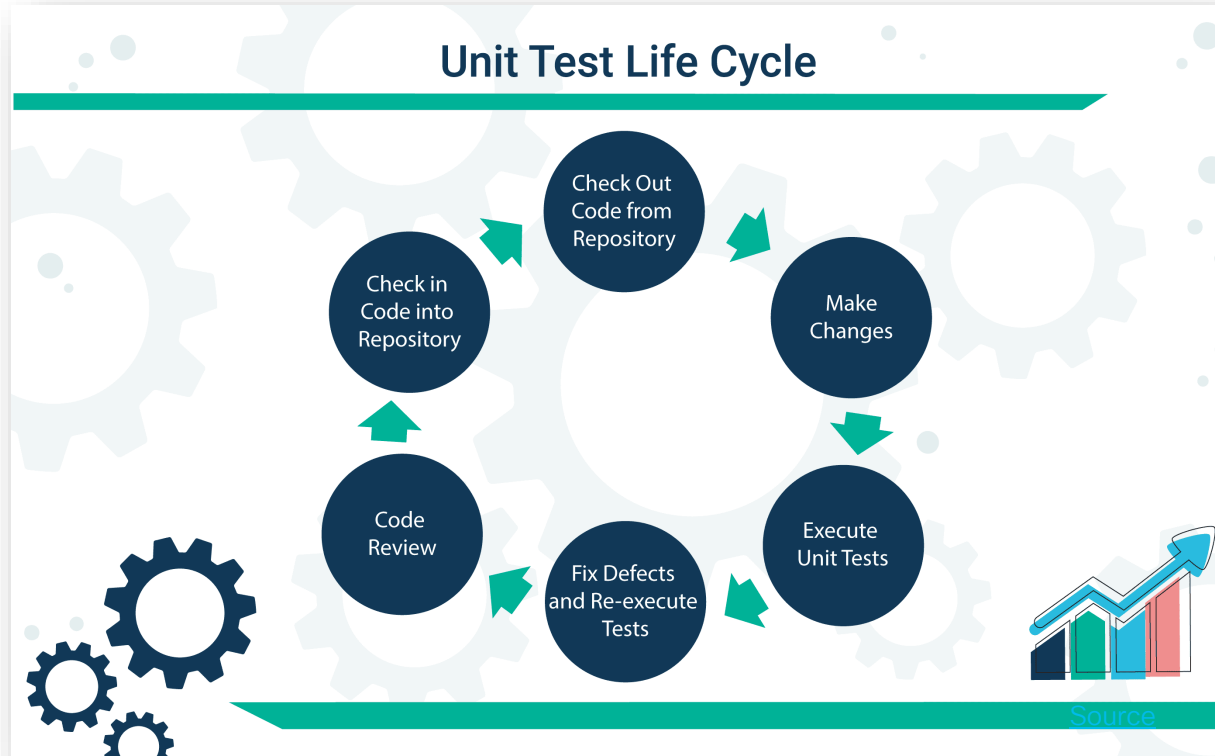 Unit Test Life Cycle
Check Out
Code from
Repository
Make
Changes
Execute
Unit Tests
Fix Defects
and Re-execute
Tests
Code
Review
Check in
Code into
Repository
Source